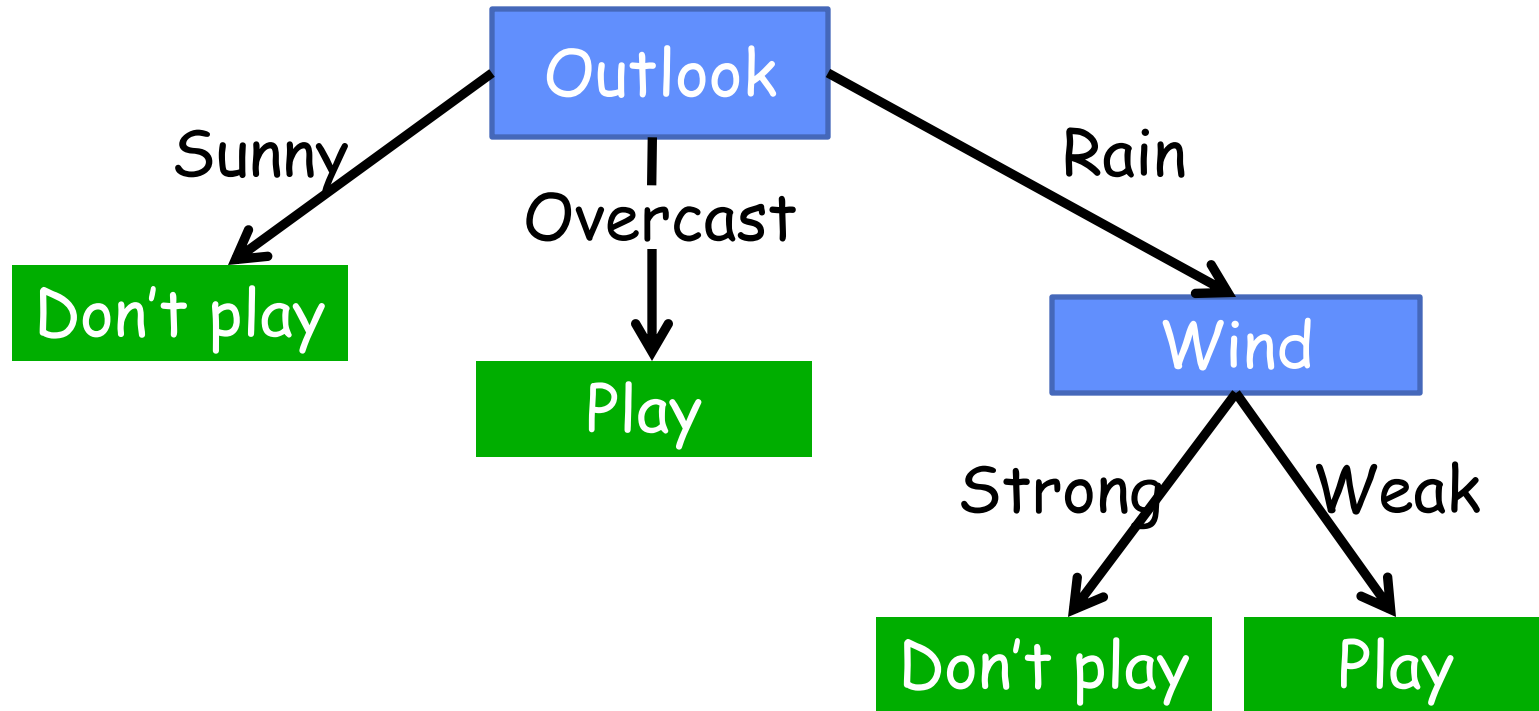 Outlook
Sunny
Rain
Overcast
Don't play
Wind
Play
Strong
Weak
Don't play
Play